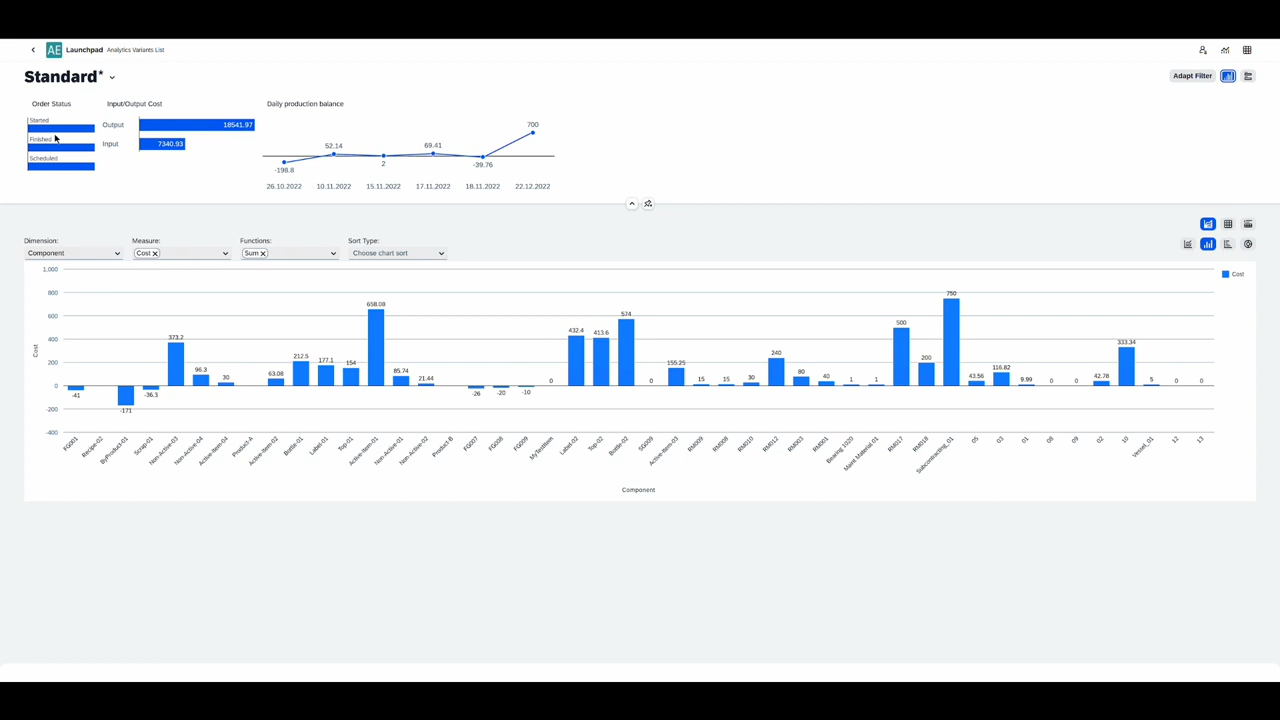 AE Launchpad Analytics Variants List
Standard*
Adapt Filter
Order Status
Started
Finished
Scheduled
Input/Output Cost
Output 18541.97
Input 7340.93
Daily production balance
-198.8 52.14 2 69.41 -39.76 700
26.10.2022 10.11.2022 15.11.2022 17.11.2022 18.11.2022 22.12.2022
Dimension: Measure: Functions: Sort Type:
Component Cost Sum Choose chart sort
Cost
1,000
800
600
400
200
0
-200
-400
Cost
-41 -171 -36.3 373.2 96.3 30 63.08 212.5 177.1 154 658.08 85.74 21.44 -26 -20 -10 0 432.4 413.6 574 0 155.25 15 15 30 240 80 40 1 1 500 200 750 43.56 116.82 9.99 0 0 42.78 333.34 5 0 0
FG001 Recipe-02 ByProduct-01 Scrap-01 Non-Active-03 Non-Active-04 Active-Item-04 Product-A Active-Item-02 Bottle-01 Label-01 Top-01 Active-Item-01 Non-Active-01 Non-Active-02 Product-B FG007 FG008 FG009 MyTestItem Label-02 Top-02 Bottle-02 SG009 Active-Item-03 RM009 RM008 RM010 RM012 RM003 RM001 Bearing 1020 Maint Material 01 RM017 RM018 Subcontracting_01 05 03 01 08 09 02 10 Vessel_01 12 13
Component